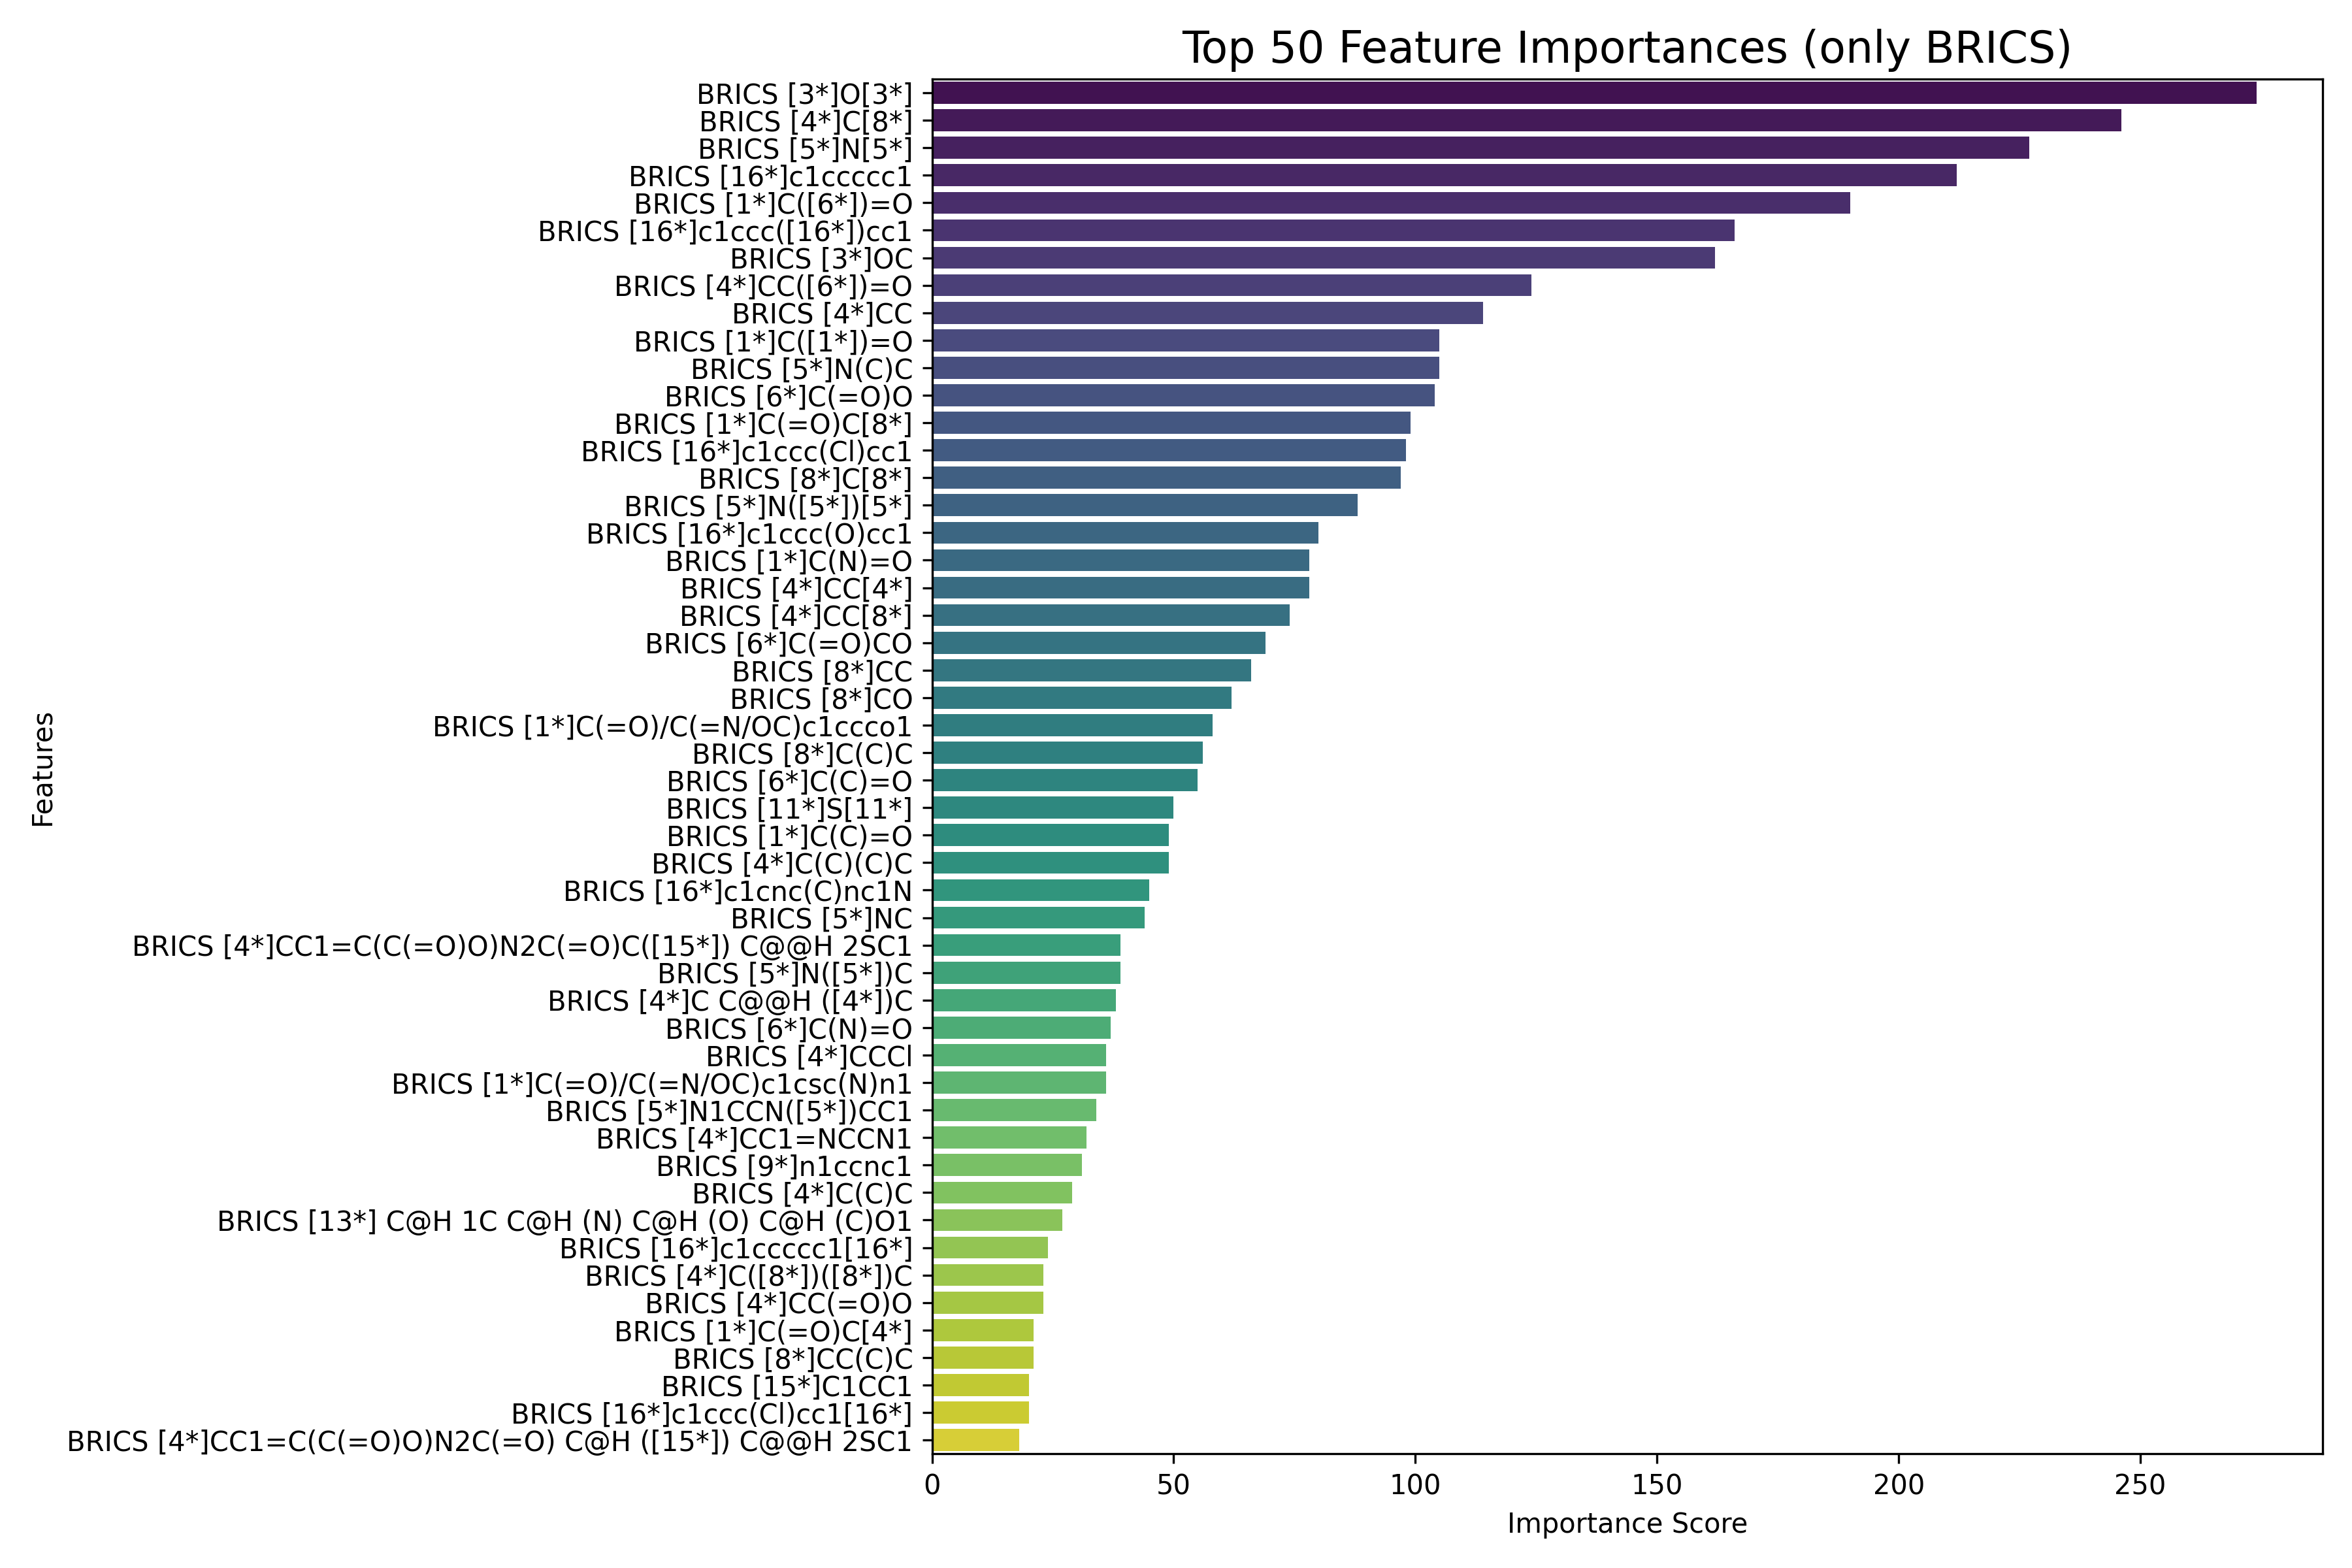 Top 50 Feature Importances (only BRICS)
BRICS [3*]O[3*]
BRICS [4*]C[8*]
BRICS [5*]N[5*]
BRICS [16*]c1ccccc1
BRICS [1*]C([6*])=O
BRICS [16*]c1ccc([16*])cc1
BRICS [3*]OC
BRICS [4*]CC([6*])=O
BRICS [4*]CC
BRICS [1*]C([1*])=O
BRICS [5*]N(C)C
BRICS [6*]C(=O)O
BRICS [1*]C(=O)C[8*]
BRICS [16*]c1ccc(Cl)cc1
BRICS [8*]C[8*]
BRICS [5*]N([5*])[5*]
BRICS [16*]c1ccc(O)cc1
BRICS [1*]C(N)=O
BRICS [4*]CC[4*]
BRICS [4*]CC[8*]
BRICS [6*]C(=O)CO
BRICS [8*]CC
BRICS [8*]CO
BRICS [1*]C(=O)/C(=N/OC)c1ccco1
BRICS [8*]C(C)C
BRICS [6*]C(C)=O
BRICS [11*]S[11*]
BRICS [1*]C(C)=O
BRICS [4*]C(C)(C)C
BRICS [16*]c1cnc(C)nc1N
BRICS [5*]NC
BRICS [4*]CC1=C(C(=O)O)N2C(=O)C([15*]) C@@H 2SC1
BRICS [5*]N([5*])C
BRICS [4*]C C@@H ([4*])C
BRICS [6*]C(N)=O
BRICS [4*]CCCl
BRICS [1*]C(=O)/C(=N/OC)c1csc(N)n1
BRICS [5*]N1CCN([5*])CC1
BRICS [4*]CC1=NCCN1
BRICS [9*]n1ccnc1
BRICS [4*]C(C)C
BRICS [13*] C@H 1C C@H (N) C@H (O) C@H (C)O1
BRICS [16*]c1ccccc1[16*]
BRICS [4*]C([8*])([8*])C
BRICS [4*]CC(=O)O
BRICS [1*]C(=O)C[4*]
BRICS [8*]CC(C)C
BRICS [15*]C1CC1
BRICS [16*]c1ccc(Cl)cc1[16*]
BRICS [4*]CC1=C(C(=O)O)N2C(=O) C@H ([15*]) C@@H 2SC1
Features
0 50 100 150 200 250
Importance Score